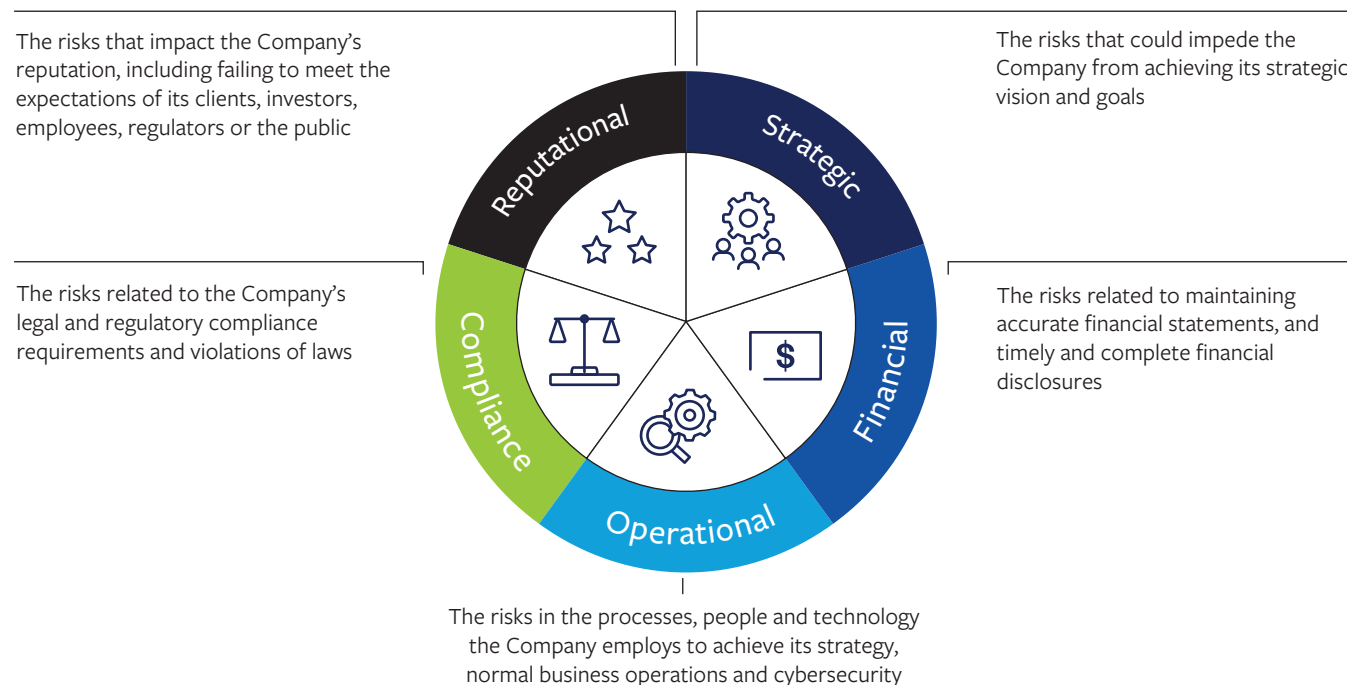 The risks that impact the Company’s
reputation, including failing to meet the
expectations of its clients, investors,
employees, regulators or the public
The risks that could impede the
Company from achieving its strategic
vision and goals
Reputational
Strategic
The risks related to the Company’s
legal and regulatory compliance
requirements and violations of laws
The risks related to maintaining
accurate financial statements, and
timely and complete financial
disclosures
Compliance
$
Financial
Operational
The risks in the processes, people and technology
the Company employs to achieve its strategy,
normal business operations and cybersecurity